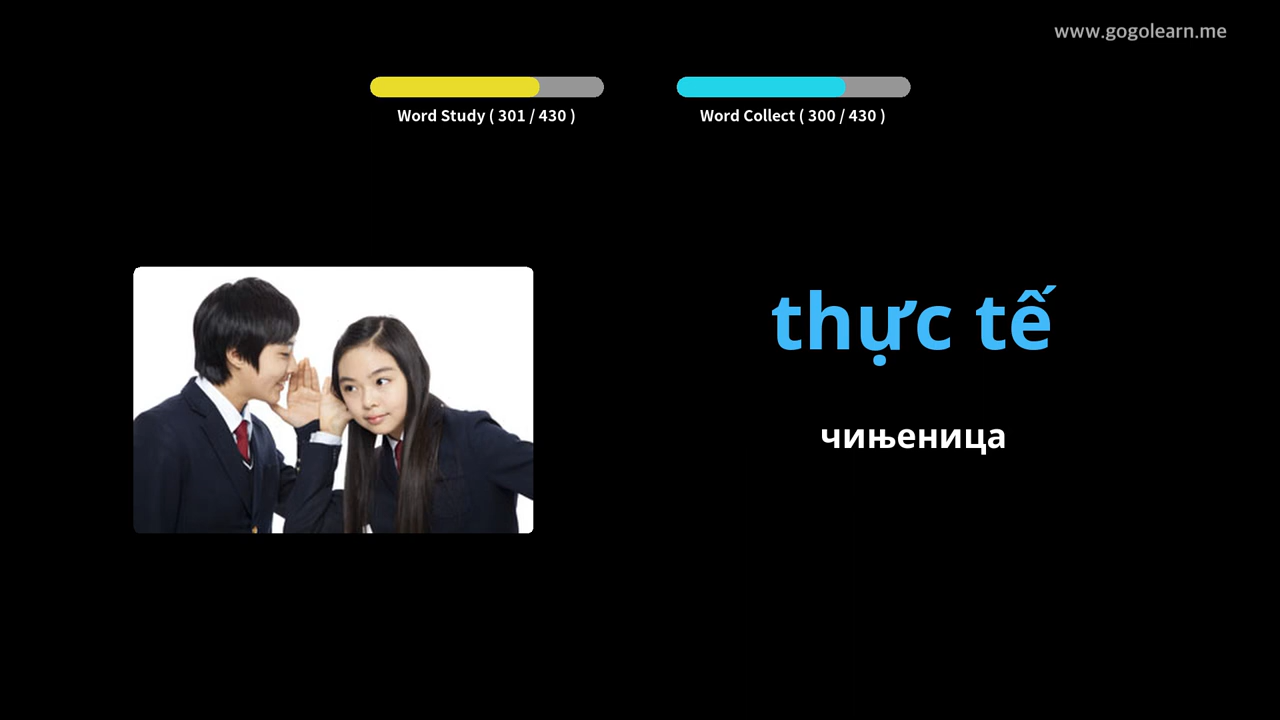 www.gogolearn.me
Word Study ( 301 / 430 )
Word Collect ( 300 / 430 )
thực tế
чињеница